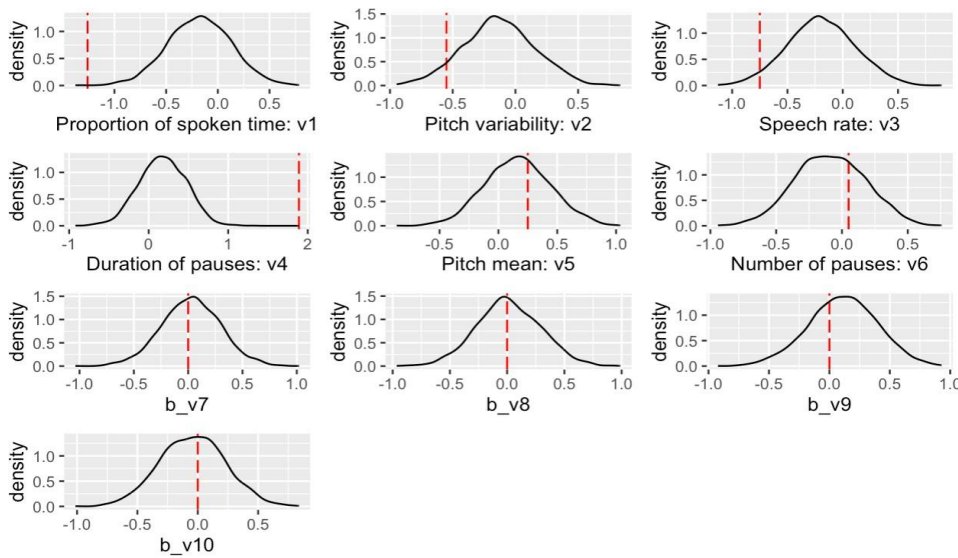 density
1.0
0.5
0.0
-1.0 -0.5 0.0 0.5
Proportion of spoken time: v1
density
1.5
1.0
0.5
0.0
-1.0 -0.5 0.0 0.5
Pitch variability: v2
density
1.0
0.5
0.0
-1.0 -0.5 0.0 0.5
Speech rate: v3
density
1.0
0.5
0.0
-1 0 1 2
Duration of pauses: v4
density
1.0
0.5
0.0
-0.5 0.0 0.5 1.0
Pitch mean: v5
density
1.0
0.5
0.0
-1.0 -0.5 0.0 0.5
Number of pauses: v6
density
1.5
1.0
0.5
0.0
-1.0 -0.5 0.0 0.5 1.0
b_v7
density
1.5
1.0
0.5
0.0
-1.0 -0.5 0.0 0.5 1.0
b_v8
density
1.0
0.5
0.0
-1.0 -0.5 0.0 0.5 1.0
b_v9
density
1.0
0.5
0.0
-1.0 -0.5 0.0 0.5
b_v10